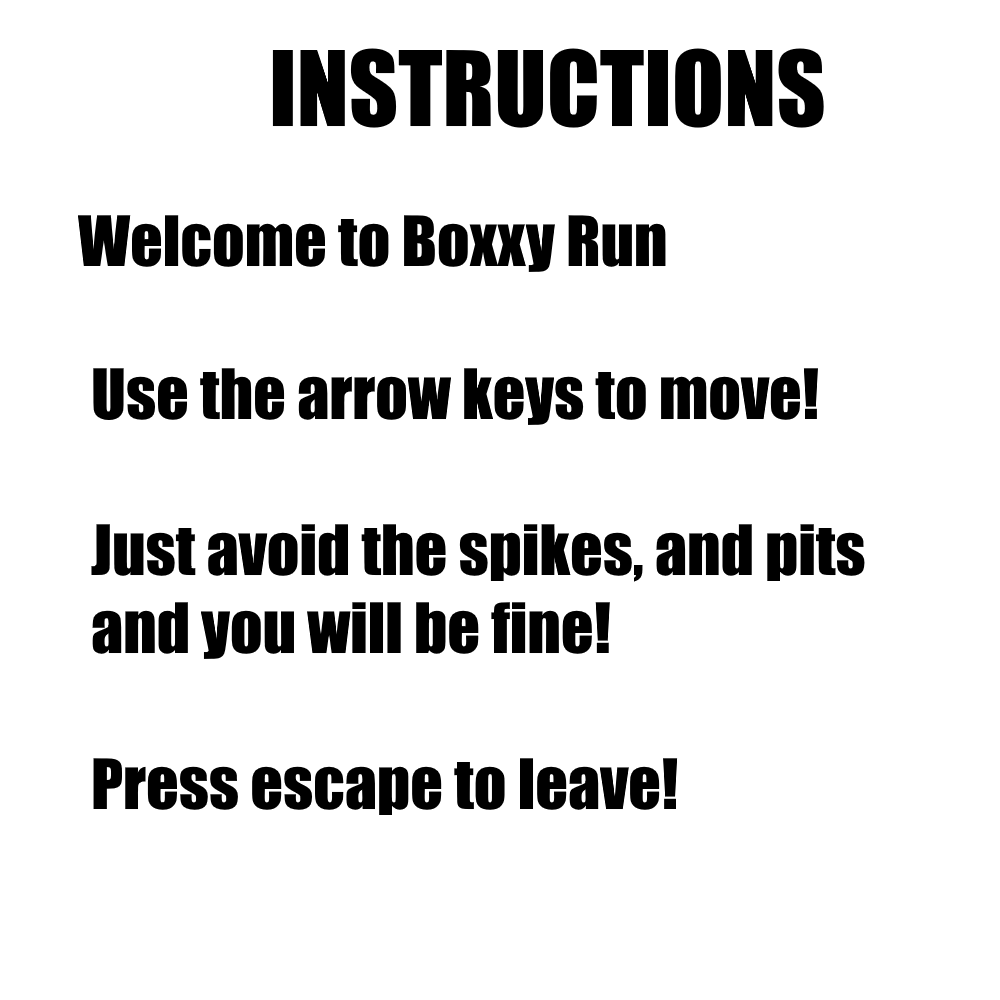 INSTRUCTIONS
Welcome to Boxxy Run
Use the arrow keys to move!
Just avoid the spikes, and pits
and you will be fine!
Press escape to leave!